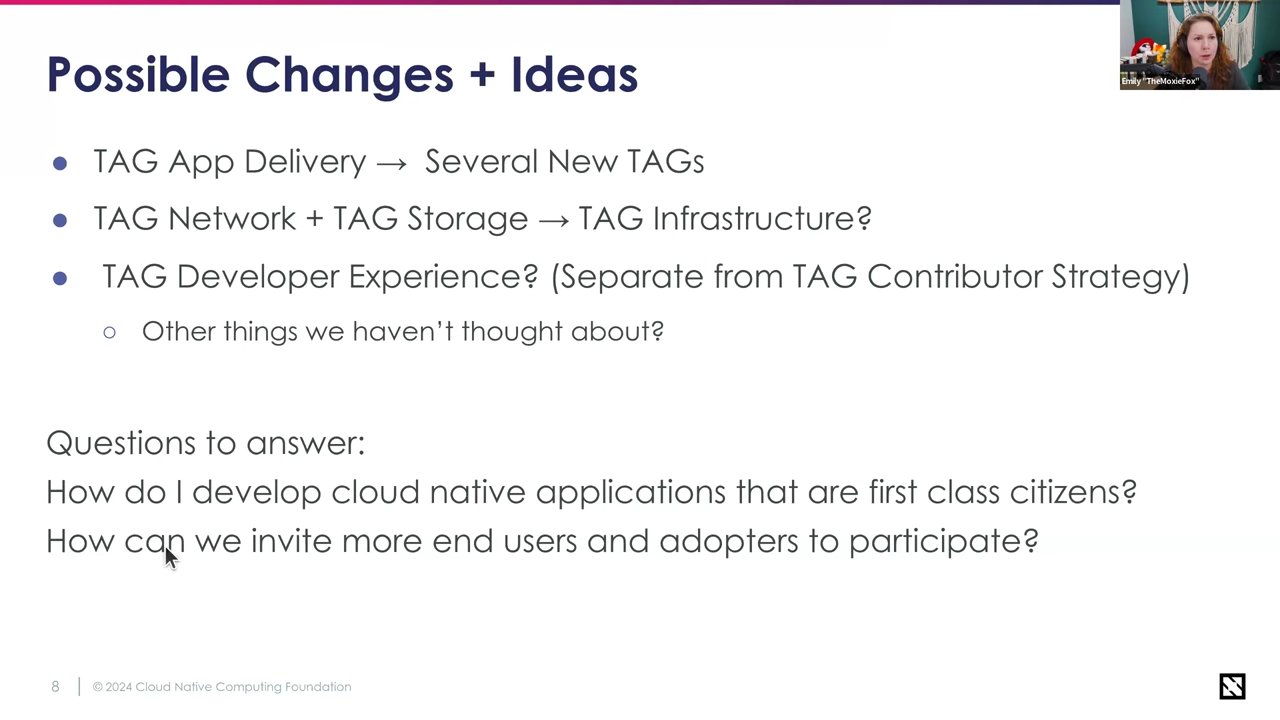 Possible Changes + Ideas
Emily "TheMoxieFox"
● TAG App Delivery → Several New TAGs
● TAG Network + TAG Storage → TAG Infrastructure?
● TAG Developer Experience? (Separate from TAG Contributor Strategy)
○ Other things we haven’t thought about?
Questions to answer:
How do I develop cloud native applications that are first class citizens?
How can we invite more end users and adopters to participate?
8 | © 2024 Cloud Native Computing Foundation